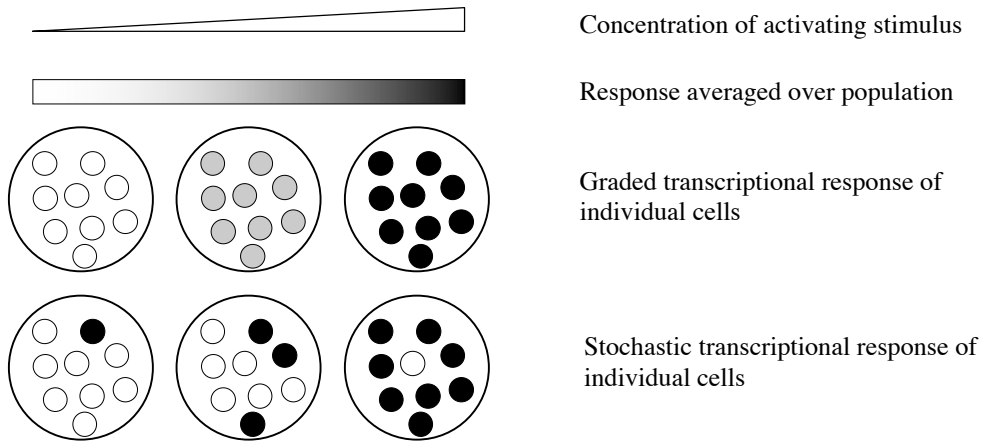 Concentration of activating stimulus
Response averaged over population
Graded transcriptional response of
individual cells
Stochastic transcriptional response of
individual cells